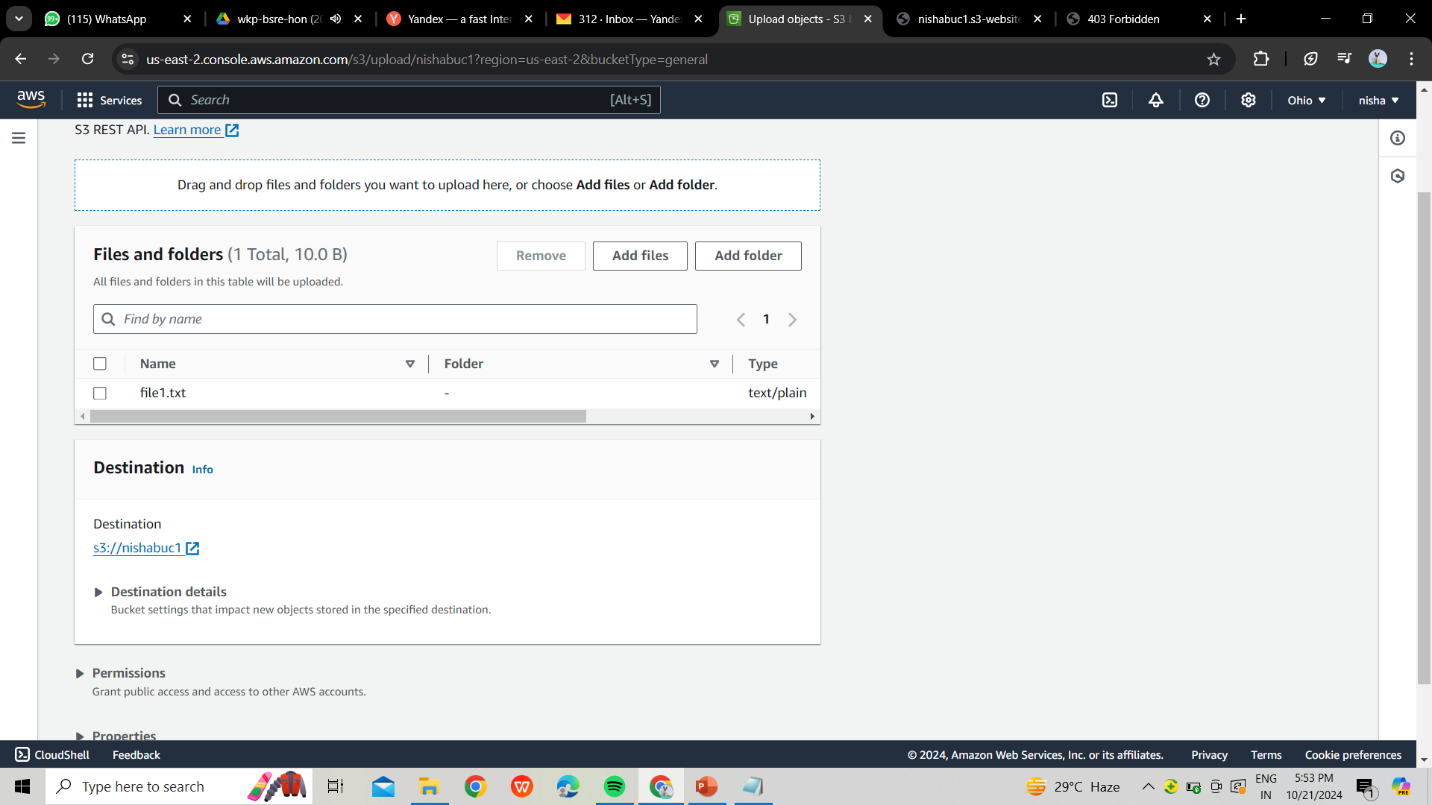 (115) WhatsApp
wkp-bsre-hon (20
Yandex — a fast Inter
312 · Inbox — Yande
Upload objects - S3
nishabuc1.s3-website
403 Forbidden
us-east-2.console.aws.amazon.com/s3/upload/nishabuc1?region=us-east-2&bucketType=general
aws
Services
Search
[Alt+S]
Ohio
nisha
S3 REST API. Learn more
Drag and drop files and folders you want to upload here, or choose Add files or Add folder.
Files and folders (1 Total, 10.0 B)
Remove
Add files
Add folder
All files and folders in this table will be uploaded.
Find by name
1
Name
Folder
Type
file1.txt
-
text/plain
Destination Info
Destination
s3://nishabuc1
Destination details
Bucket settings that impact new objects stored in the specified destination.
Permissions
Grant public access and access to other AWS accounts.
Properties
CloudShell
Feedback
© 2024, Amazon Web Services, Inc. or its affiliates.
Privacy
Terms
Cookie preferences
Type here to search
29°C Haze
ENG
IN
5:53 PM
10/21/2024
1
PRE